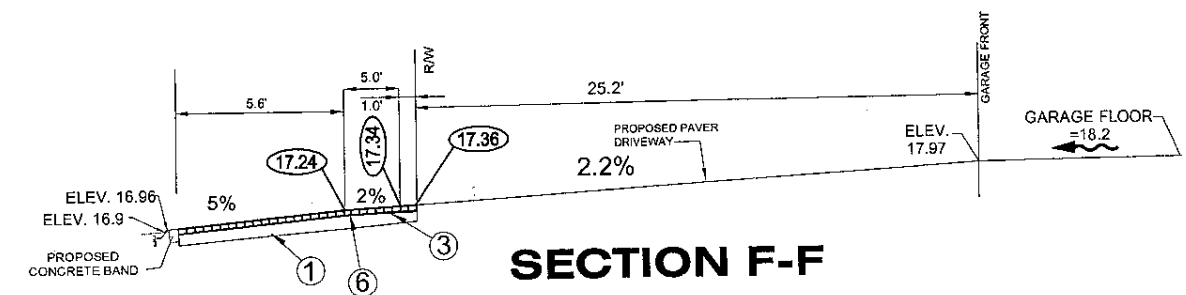 R/W
GARAGE FRONT
5.0'
1.0'
5.6'
25.2'
17.24
17.34
17.36
PROPOSED PAVER
DRIVEWAY
ELEV.
17.97
GARAGE FLOOR
=18.2
2.2%
ELEV. 16.96
ELEV. 16.9
5%
2%
PROPOSED
CONCRETE BAND
1
6
3
SECTION F-F